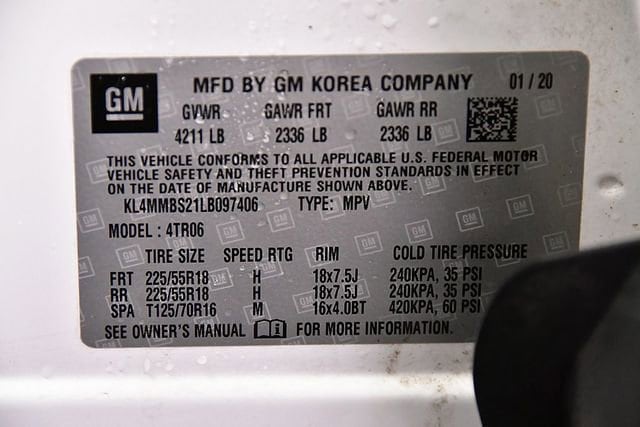 GM
MFD BY GM KOREA COMPANY 01 / 20
GVWR GAWR FRT GAWR RR
4211 LB 2336 LB 2336 LB
THIS VEHICLE CONFORMS TO ALL APPLICABLE U.S. FEDERAL MOTOR
VEHICLE SAFETY AND THEFT PREVENTION STANDARDS IN EFFECT
ON THE DATE OF MANUFACTURE SHOWN ABOVE.
KL4MMBS21LB097406 TYPE: MPV
MODEL : 4TR06
TIRE SIZE SPEED RTG RIM COLD TIRE PRESSURE
FRT 225/55R18 H 18x7.5J 240KPA, 35 PSI
RR 225/55R18 H 18x7.5J 240KPA, 35 PSI
SPA T125/70R16 M 16x4.0BT 420KPA, 60 PSI
SEE OWNER'S MANUAL FOR MORE INFORMATION.